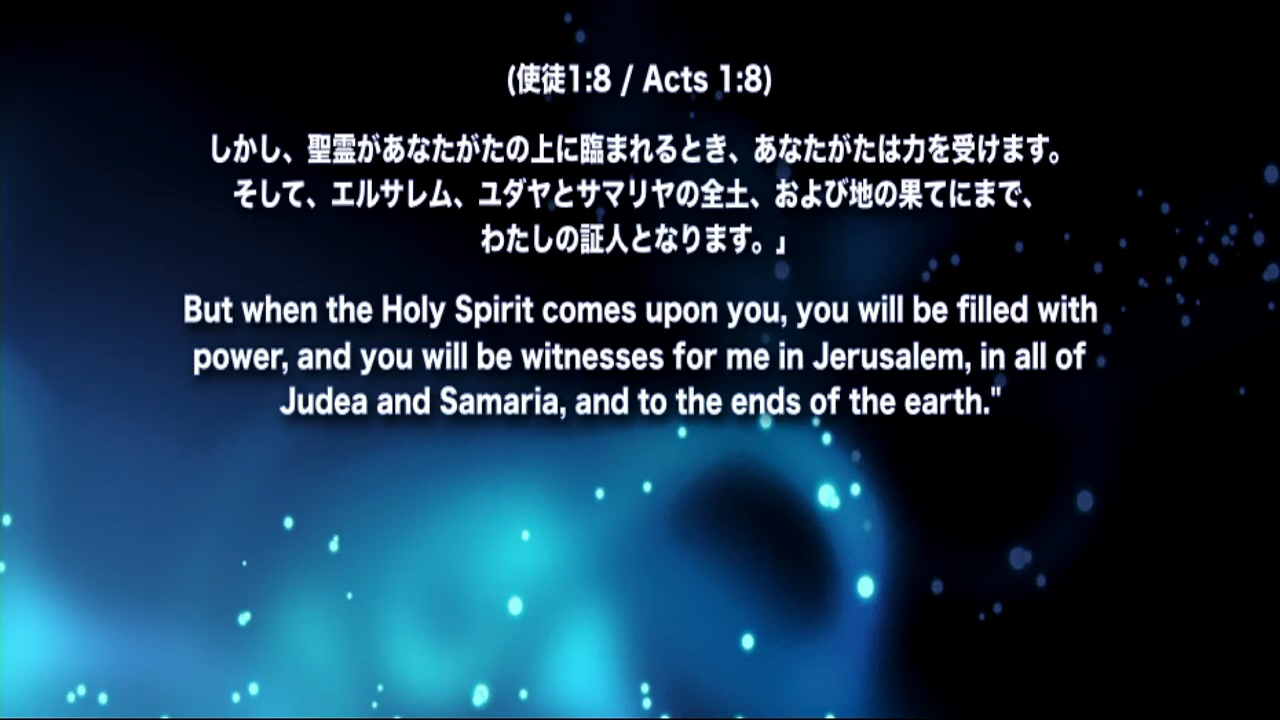 (使徒1:8 / Acts 1:8)
しかし、聖霊があなたがたの上に臨まれるとき、あなたがたは力を受けます。
そして、エルサレム、ユダヤとサマリヤの全土、および地の果てにまで、
わたしの証人となります。」
But when the Holy Spirit comes upon you, you will be filled with
power, and you will be witnesses for me in Jerusalem, in all of
Judea and Samaria, and to the ends of the earth."